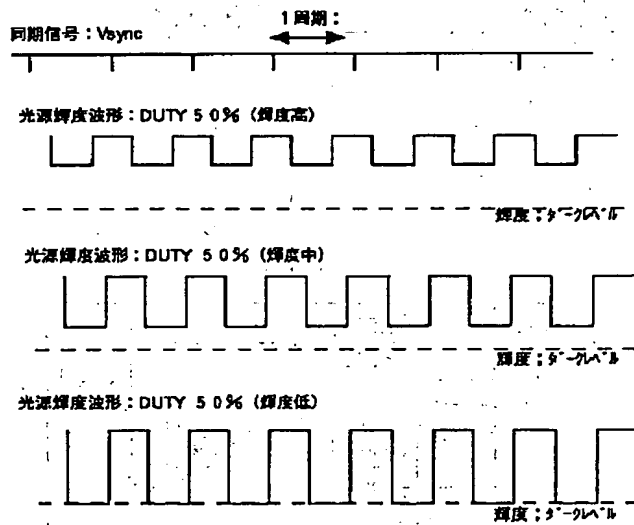 1周期：
同期信号：Vsync
光源輝度波形：DUTY 50%（輝度高）
輝度：ダークレベル
光源輝度波形：DUTY 50%（輝度中）
輝度：ダークレベル
光源輝度波形：DUTY 50%（輝度低）
輝度：ダークレベル